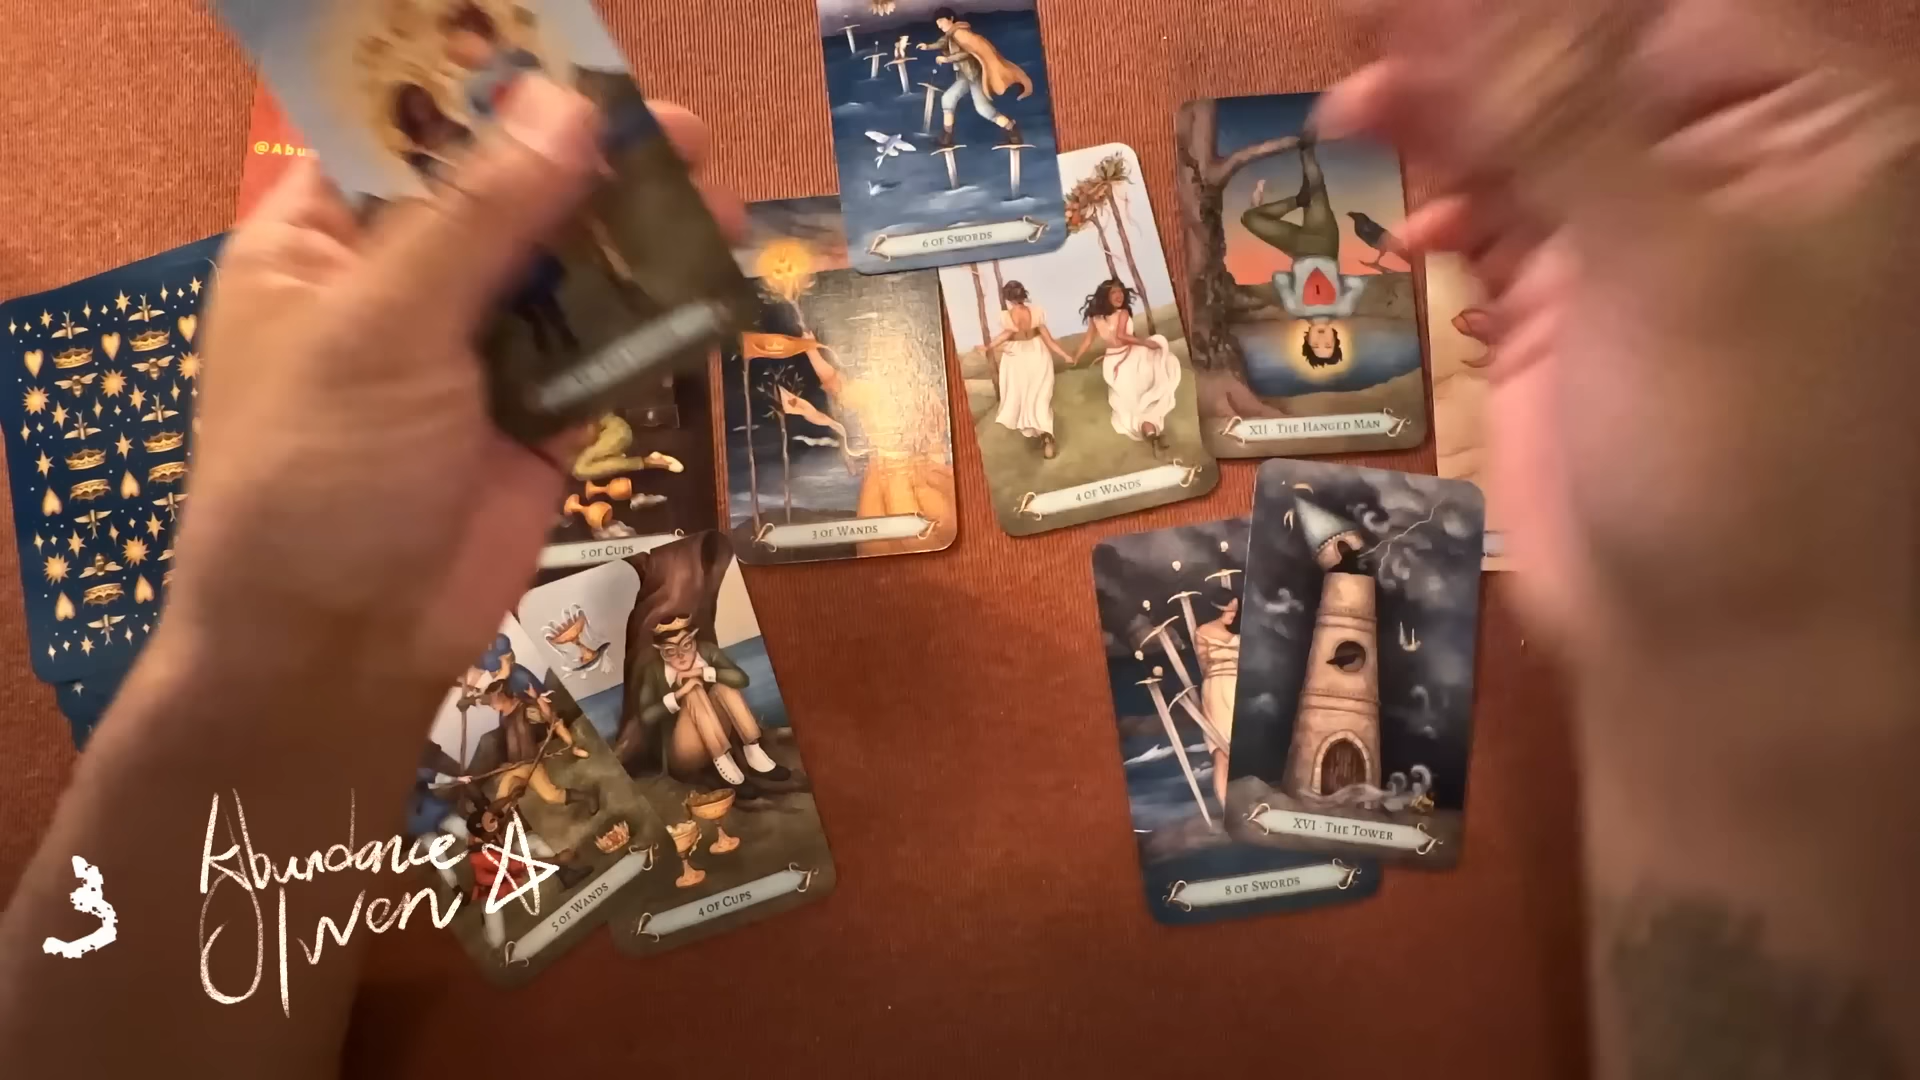 @Abu
6 OF SWORDS
XII · THE HANGED MAN
4 OF WANDS
3 OF WANDS
5 OF CUPS
XVI · THE TOWER
8 OF SWORDS
5 OF WANDS
4 OF CUPS
3
Abundance
Olwen